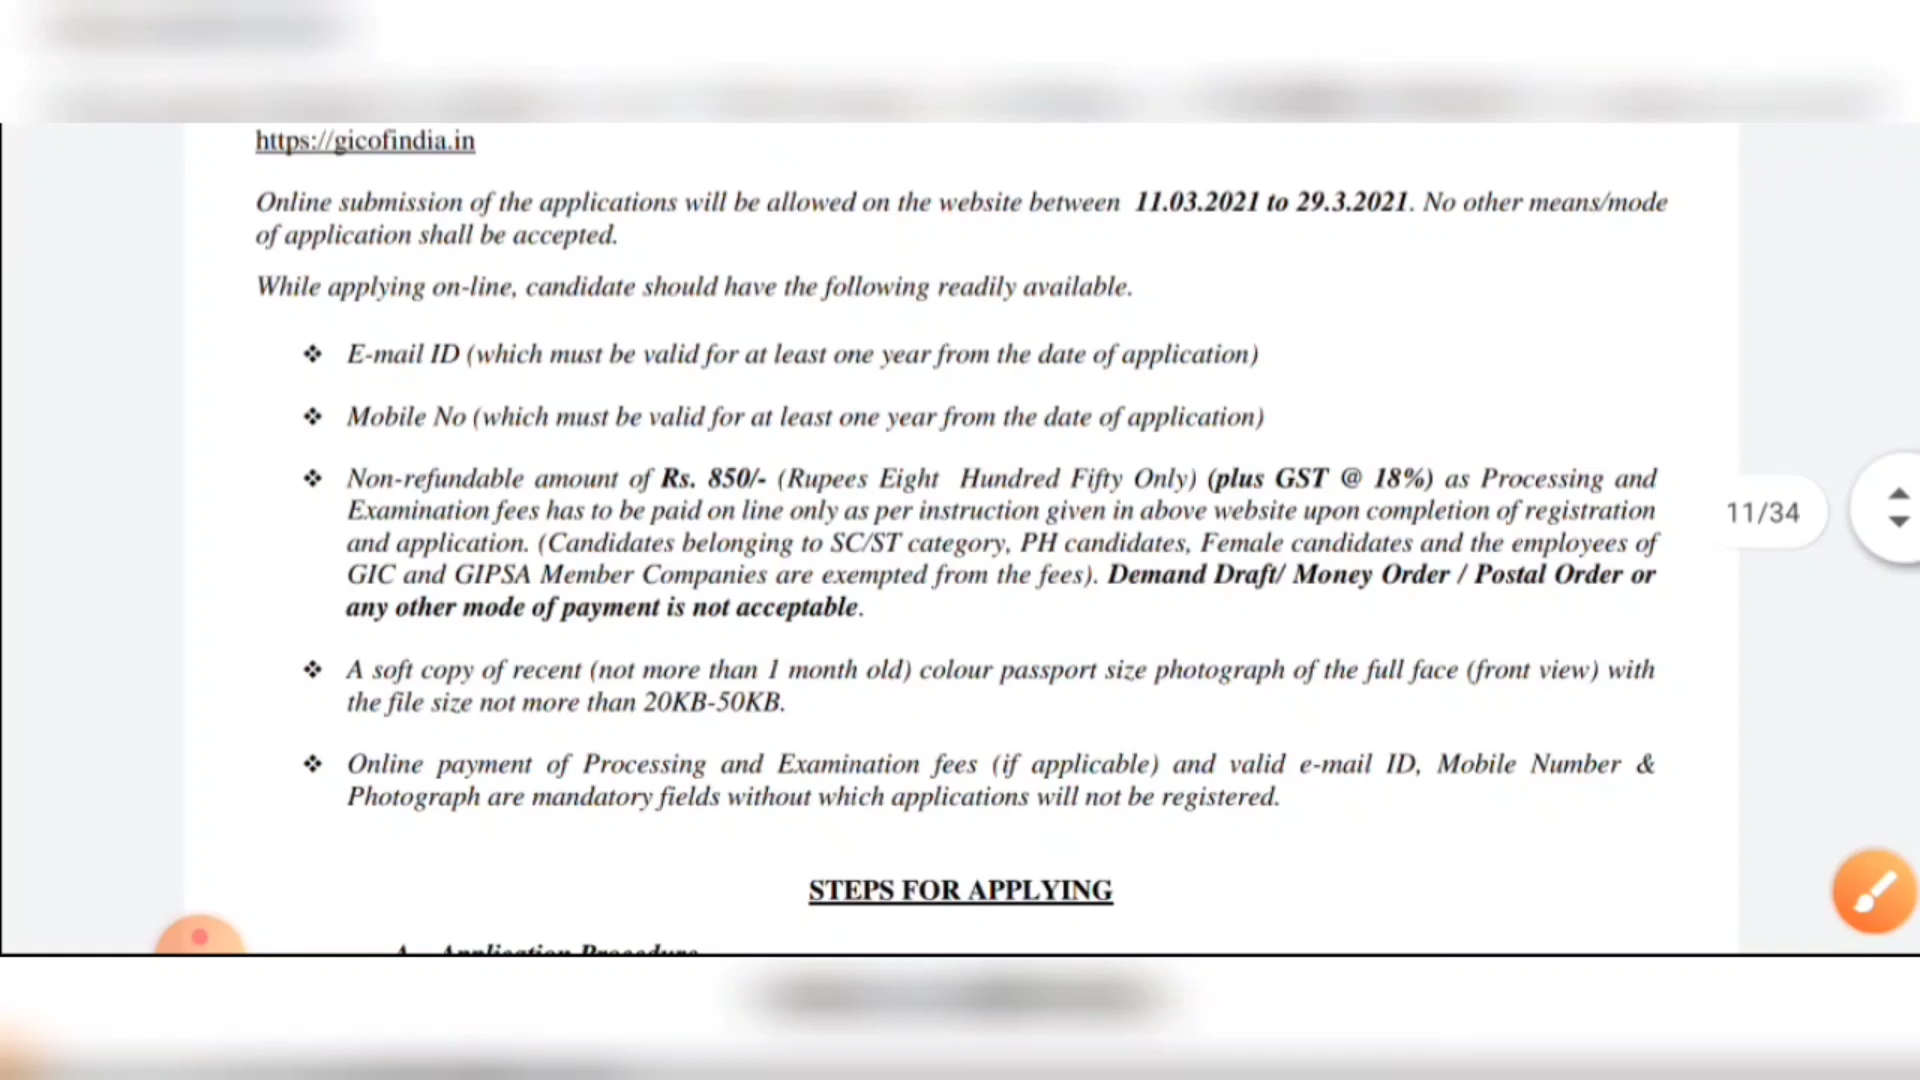 https://gicofindia.in
Online submission of the applications will be allowed on the website between 11.03.2021 to 29.3.2021. No other means/mode
of application shall be accepted.
While applying on-line, candidate should have the following readily available.
❖ E-mail ID (which must be valid for at least one year from the date of application)
❖ Mobile No (which must be valid for at least one year from the date of application)
❖ Non-refundable amount of Rs. 850/- (Rupees Eight Hundred Fifty Only) (plus GST @ 18%) as Processing and
Examination fees has to be paid on line only as per instruction given in above website upon completion of registration
and application. (Candidates belonging to SC/ST category, PH candidates, Female candidates and the employees of
GIC and GIPSA Member Companies are exempted from the fees). Demand Draft/ Money Order / Postal Order or
any other mode of payment is not acceptable.
11/34
❖ A soft copy of recent (not more than 1 month old) colour passport size photograph of the full face (front view) with
the file size not more than 20KB-50KB.
❖ Online payment of Processing and Examination fees (if applicable) and valid e-mail ID, Mobile Number &
Photograph are mandatory fields without which applications will not be registered.
STEPS FOR APPLYING
A. Application Procedure